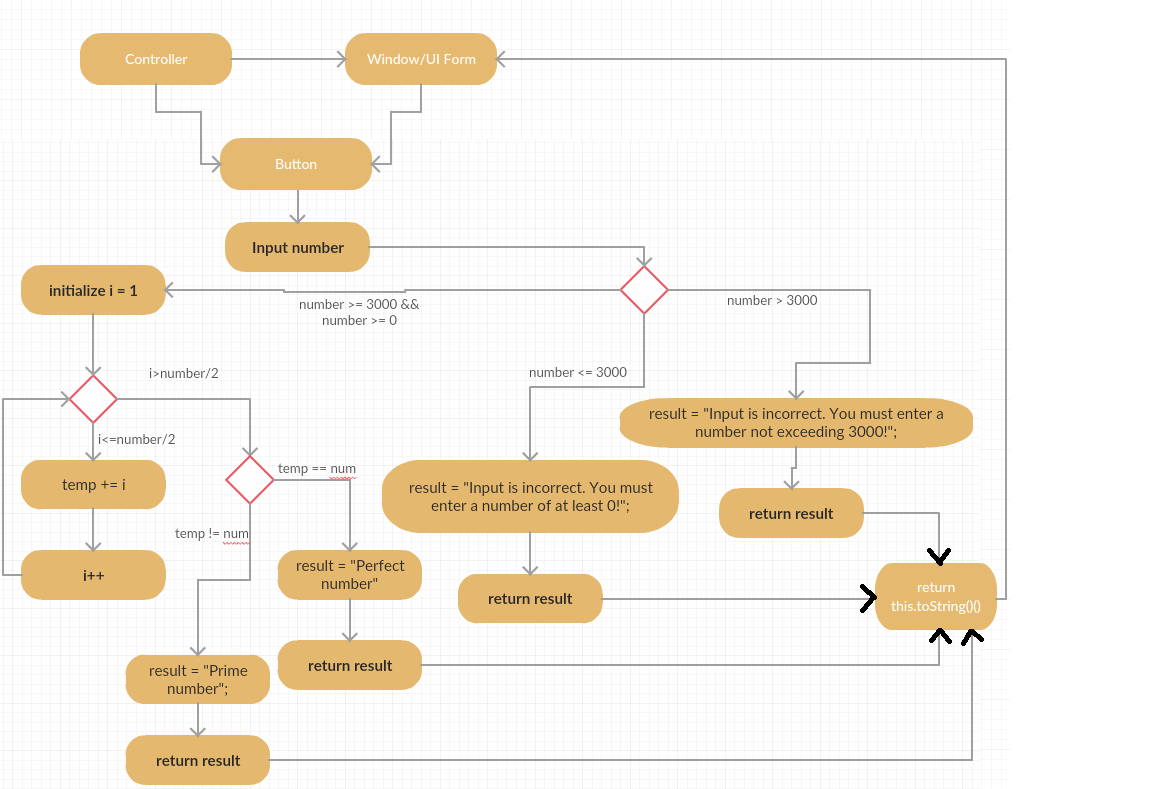 Controller
Window/UI Form
Button
Input number
initialize i = 1
number >= 3000 &&
number >= 0
number > 3000
i>number/2
number <= 3000
result = "Input is incorrect. You must enter a
number not exceeding 3000!";
i<=number/2
temp += i
temp == num
result = "Input is incorrect. You must
enter a number of at least 0!";
return result
temp != num
i++
result = "Perfect
number"
return result
return
this.toString()()
return result
result = "Prime
number";
return result